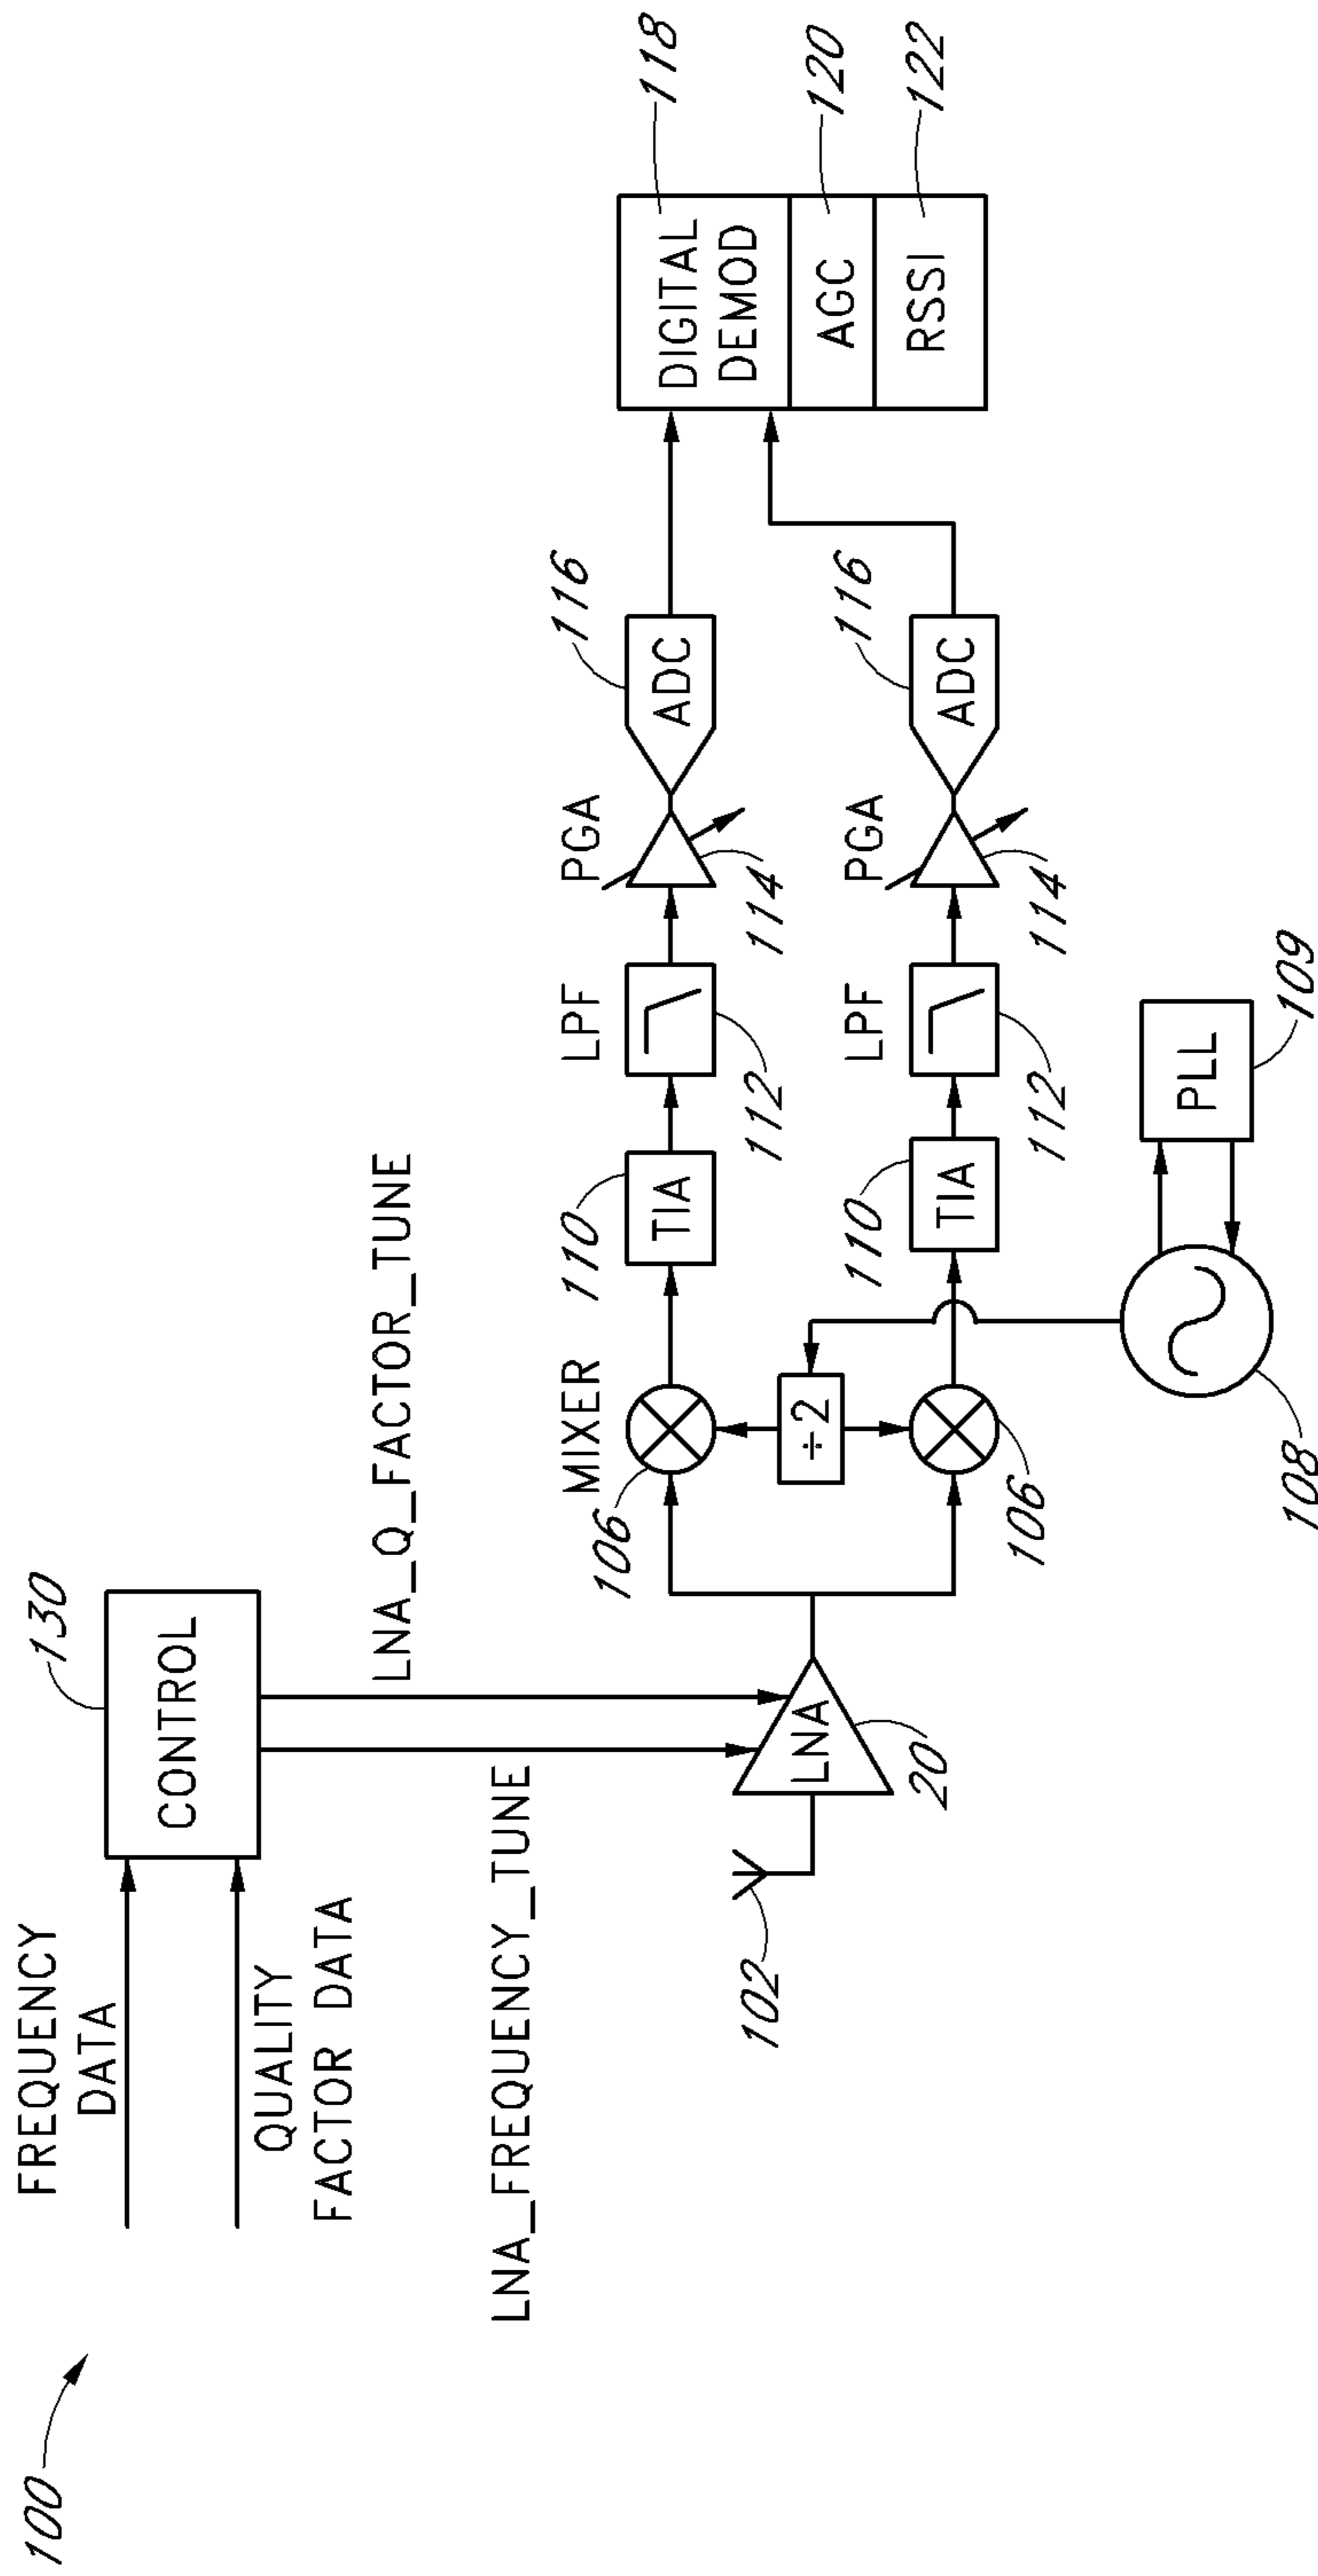 100
FREQUENCY
DATA
QUALITY
FACTOR DATA
130
CONTROL
LNA_Q_FACTOR_TUNE
LNA_FREQUENCY_TUNE
102
LNA
20
MIXER
106
÷2
106
108
PLL
109
110
TIA
110
TIA
LPF
112
LPF
112
PGA
114
PGA
114
116
ADC
116
ADC
DIGITAL
DEMOD
118
AGC
120
RSSI
122